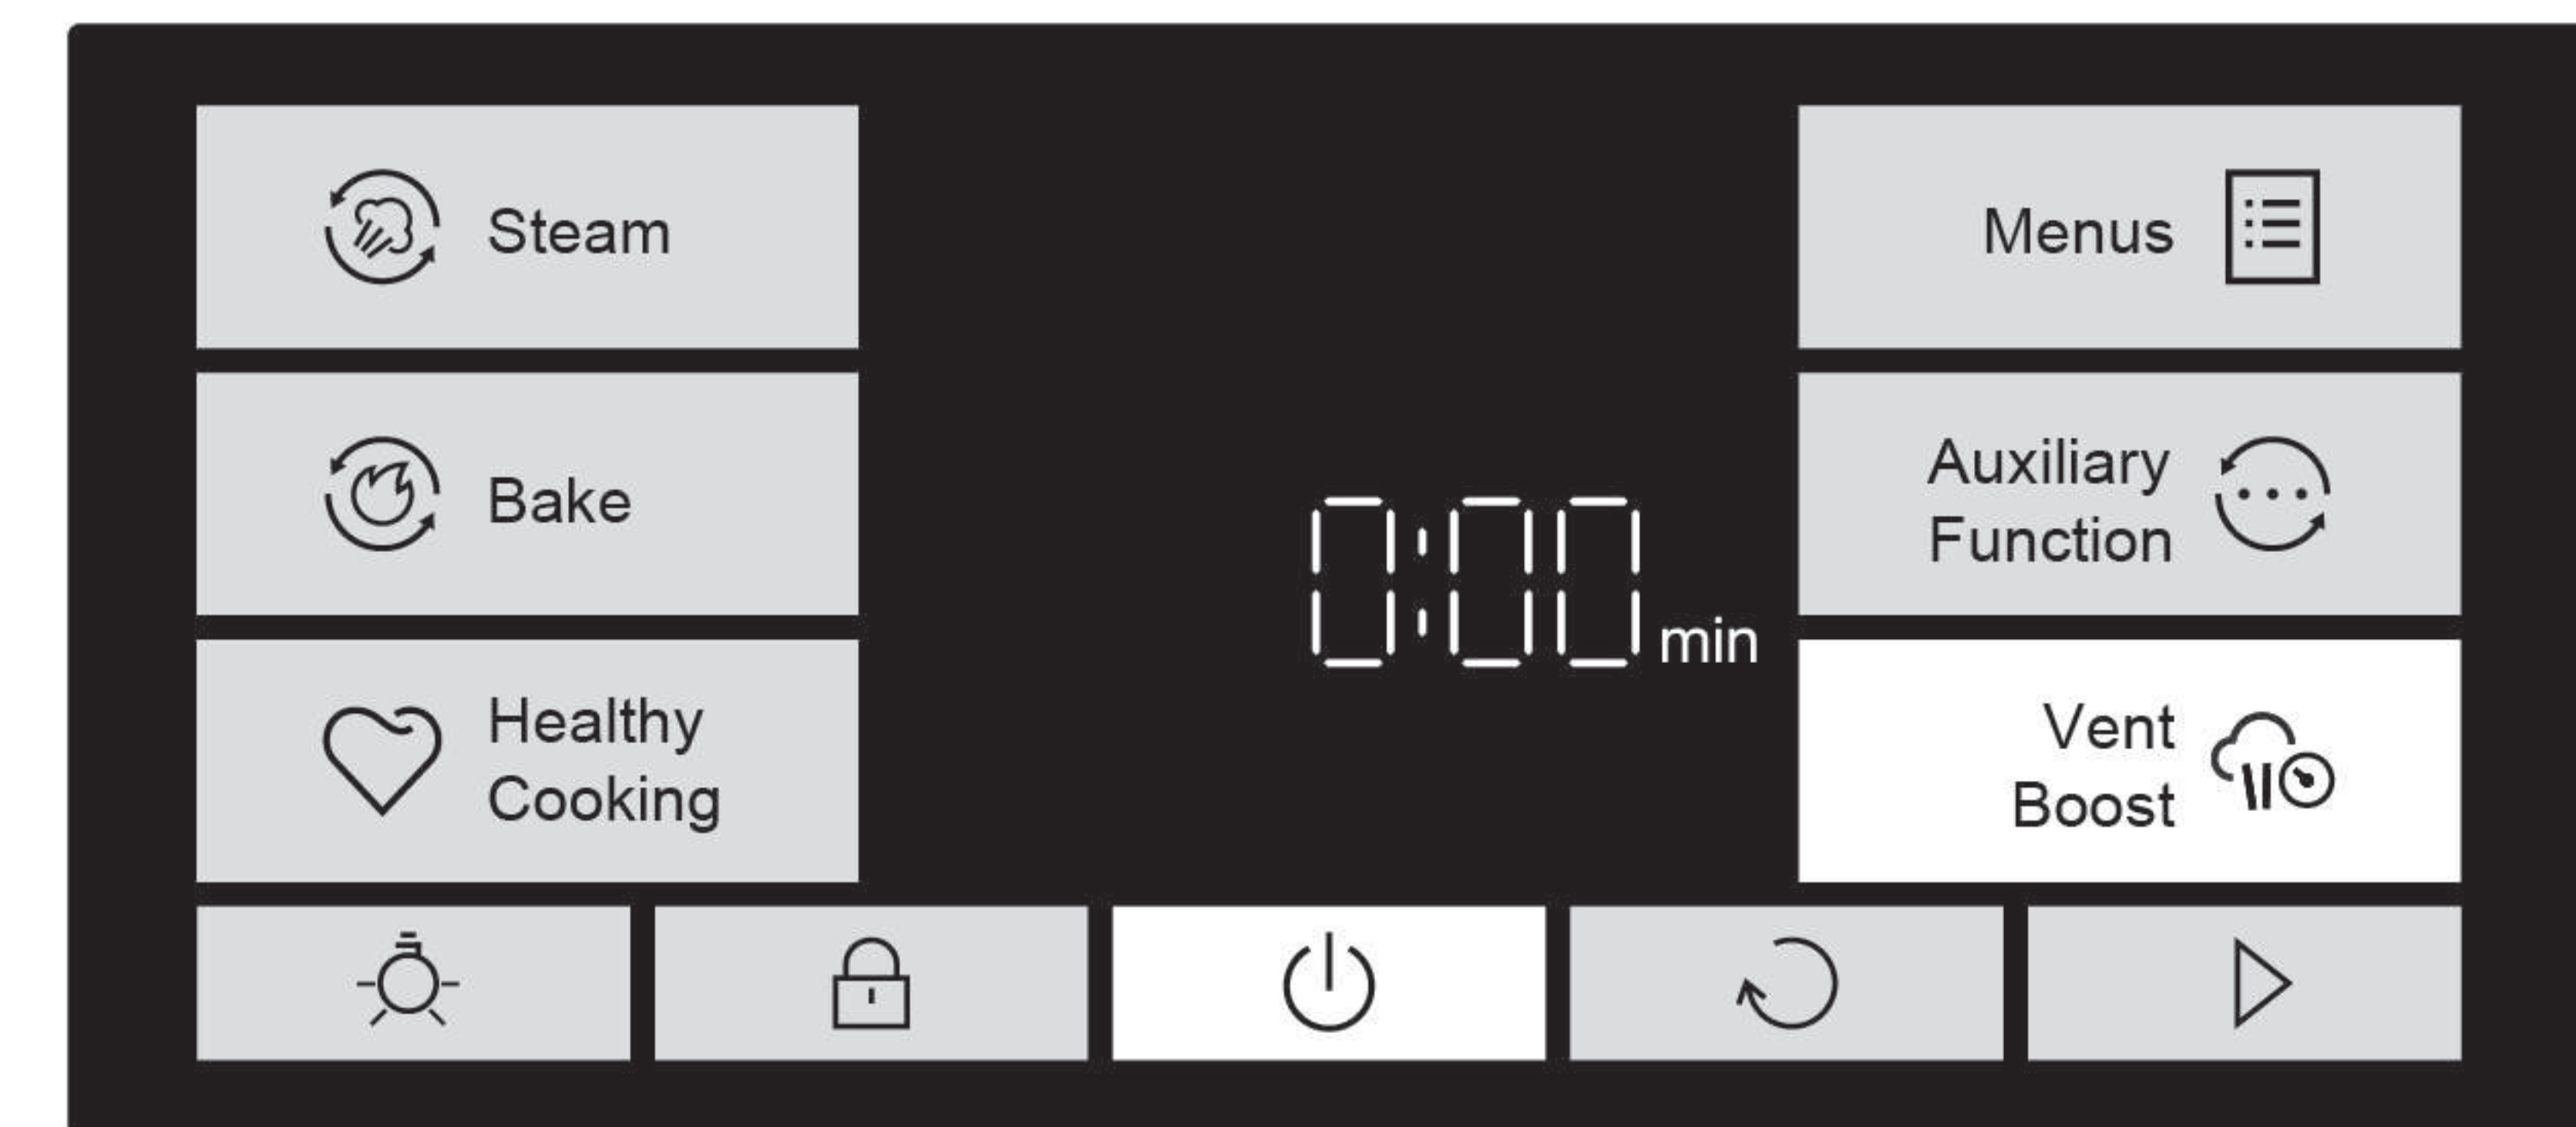 Steam
Menus
Bake
Auxiliary
Function
0:00 min
Healthy
Cooking
Vent
Boost